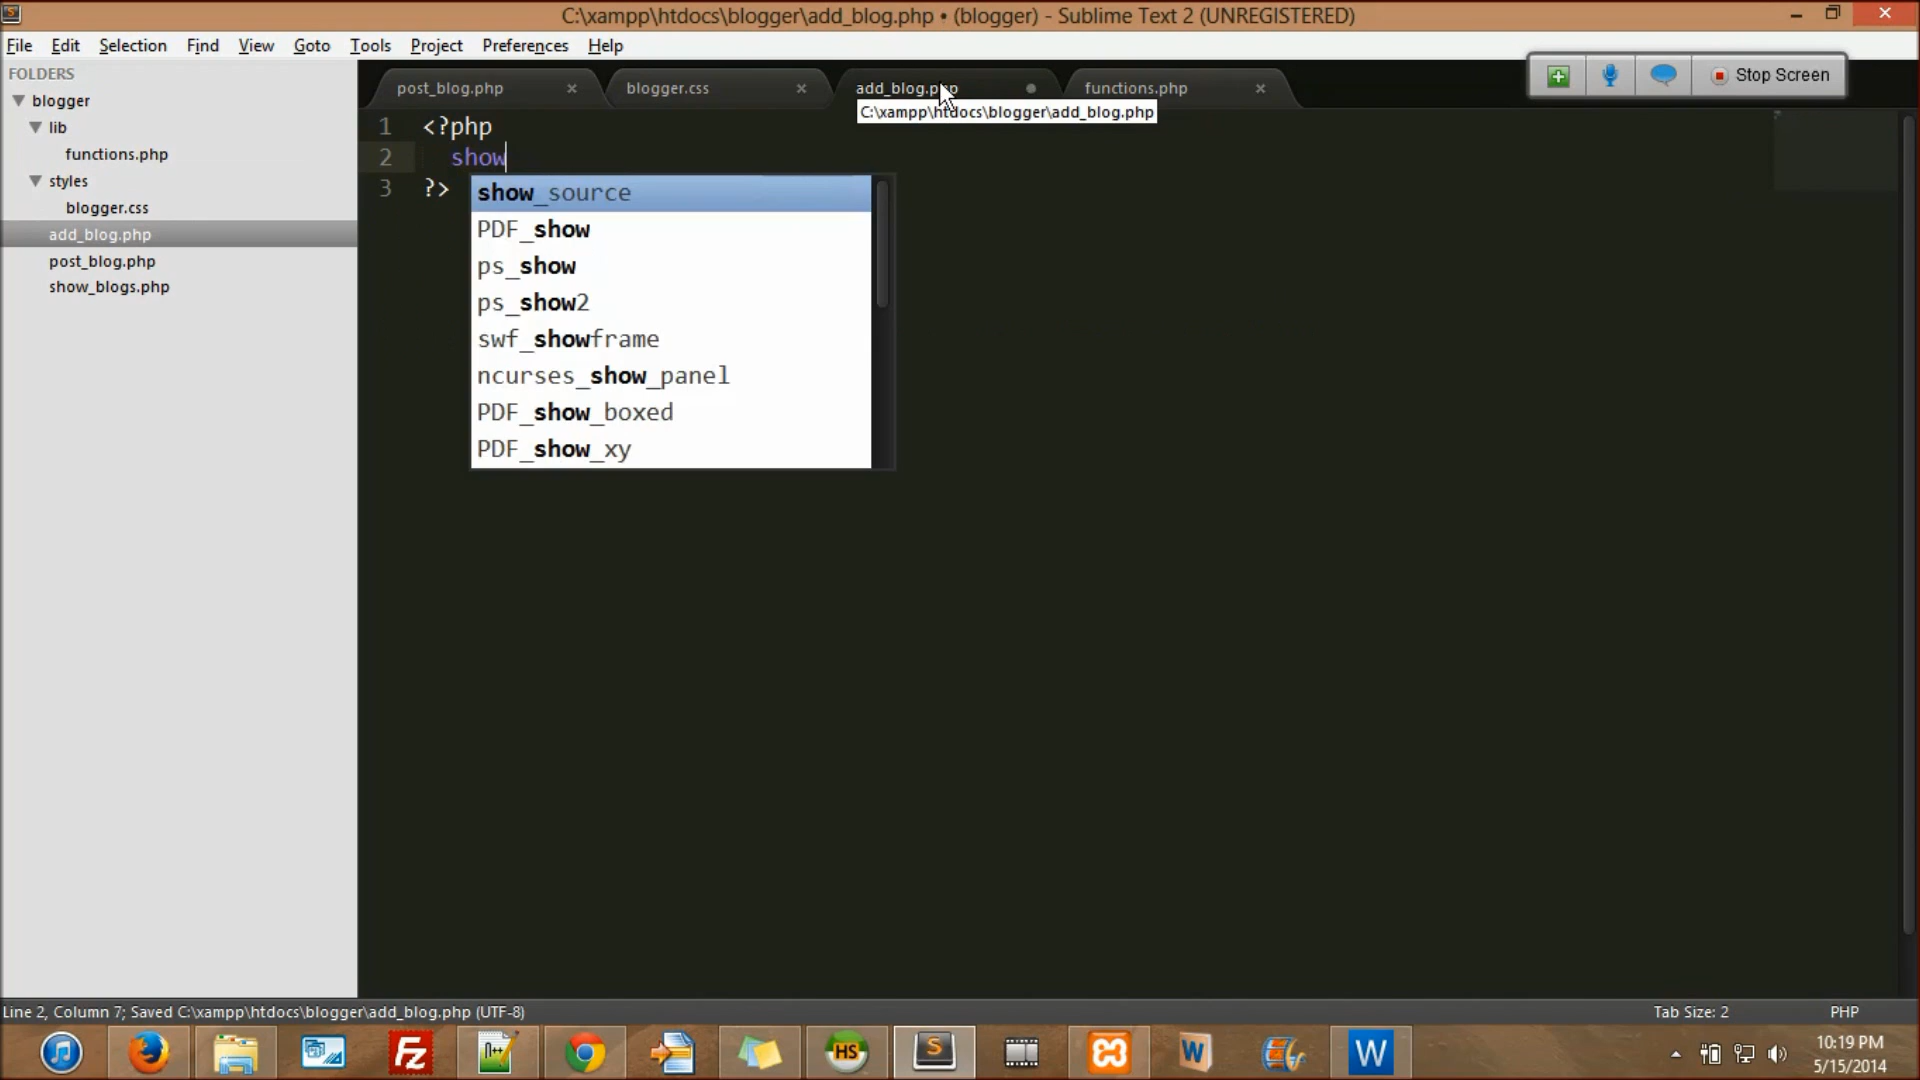 C:\xampp\htdocs\blogger\add_blog.php • (blogger) - Sublime Text 2 (UNREGISTERED)
File Edit Selection Find View Goto Tools Project Preferences Help
FOLDERS
blogger
lib
functions.php
styles
blogger.css
add_blog.php
post_blog.php
show_blogs.php
post_blog.php × blogger.css × add_blog.php functions.php ×
Stop Screen
C:\xampp\htdocs\blogger\add_blog.php
1 <?php
2 show
3 ?>
show_source
PDF_show
ps_show
ps_show2
swf_showframe
ncurses_show_panel
PDF_show_boxed
PDF_show_xy
Line 2, Column 7; Saved C:\xampp\htdocs\blogger\add_blog.php (UTF-8) Tab Size: 2 PHP
FZ n++ HS S W W
10:19 PM
5/15/2014